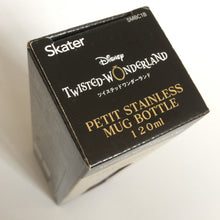 SMBC1B
Skater
Disney
TWISTED-WONDERLAND
ツイステッドワンダーランド
PETIT STAINLESS
MUG BOTTLE
120ml